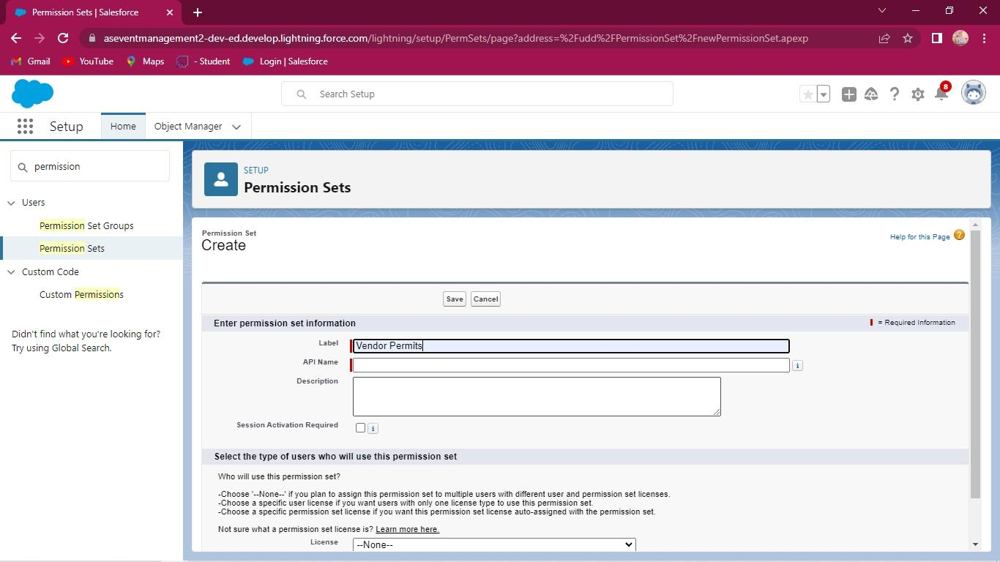 Permission Sets | Salesforce
aseventmanagement2-dev-ed.develop.lightning.force.com/lightning/setup/PermSets/page?address=%2Fudd%2FPermissionSet%2FnewPermissionSet.apexp
Gmail YouTube Maps - Student Login | Salesforce
Search Setup
8
Setup Home Object Manager
permission
SETUP
Permission Sets
Users
Permission Set Groups
Permission Sets
Custom Code
Custom Permissions
Didn't find what you're looking for?
Try using Global Search.
Permission Set
Create
Help for this Page ?
Save Cancel
Enter permission set information
= Required Information
Label Vendor Permits
API Name i
Description
Session Activation Required i
Select the type of users who will use this permission set
Who will use this permission set?
-Choose '--None--' if you plan to assign this permission set to multiple users with different user and permission set licenses.
-Choose a specific user license if you want users with only one license type to use this permission set.
-Choose a specific permission set license if you want this permission set license auto-assigned with the permission set.
Not sure what a permission set license is? Learn more here.
License --None--